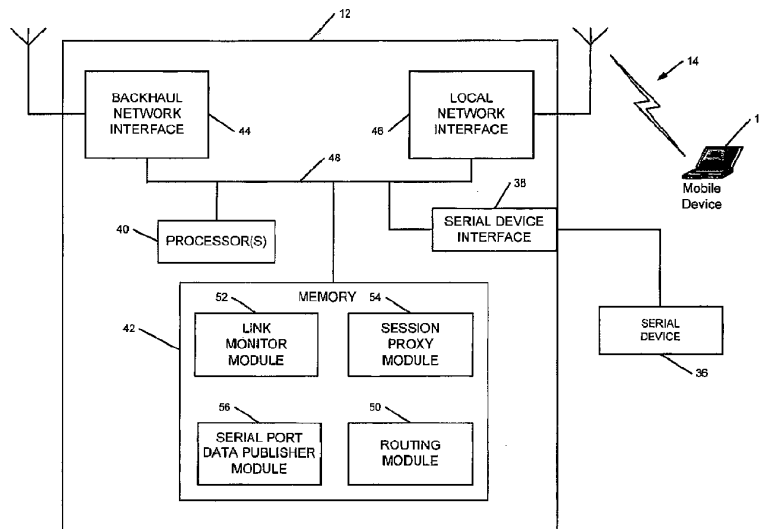 12
14
BACKHAUL
NETWORK
INTERFACE
44
46
LOCAL
NETWORK
INTERFACE
1
Mobile
Device
48
38
40
PROCESSOR(S)
SERIAL DEVICE
INTERFACE
52
MEMORY
54
42
LINK
MONITOR
MODULE
SESSION
PROXY
MODULE
SERIAL
DEVICE
36
56
50
SERIAL PORT
DATA PUBLISHER
MODULE
ROUTING
MODULE